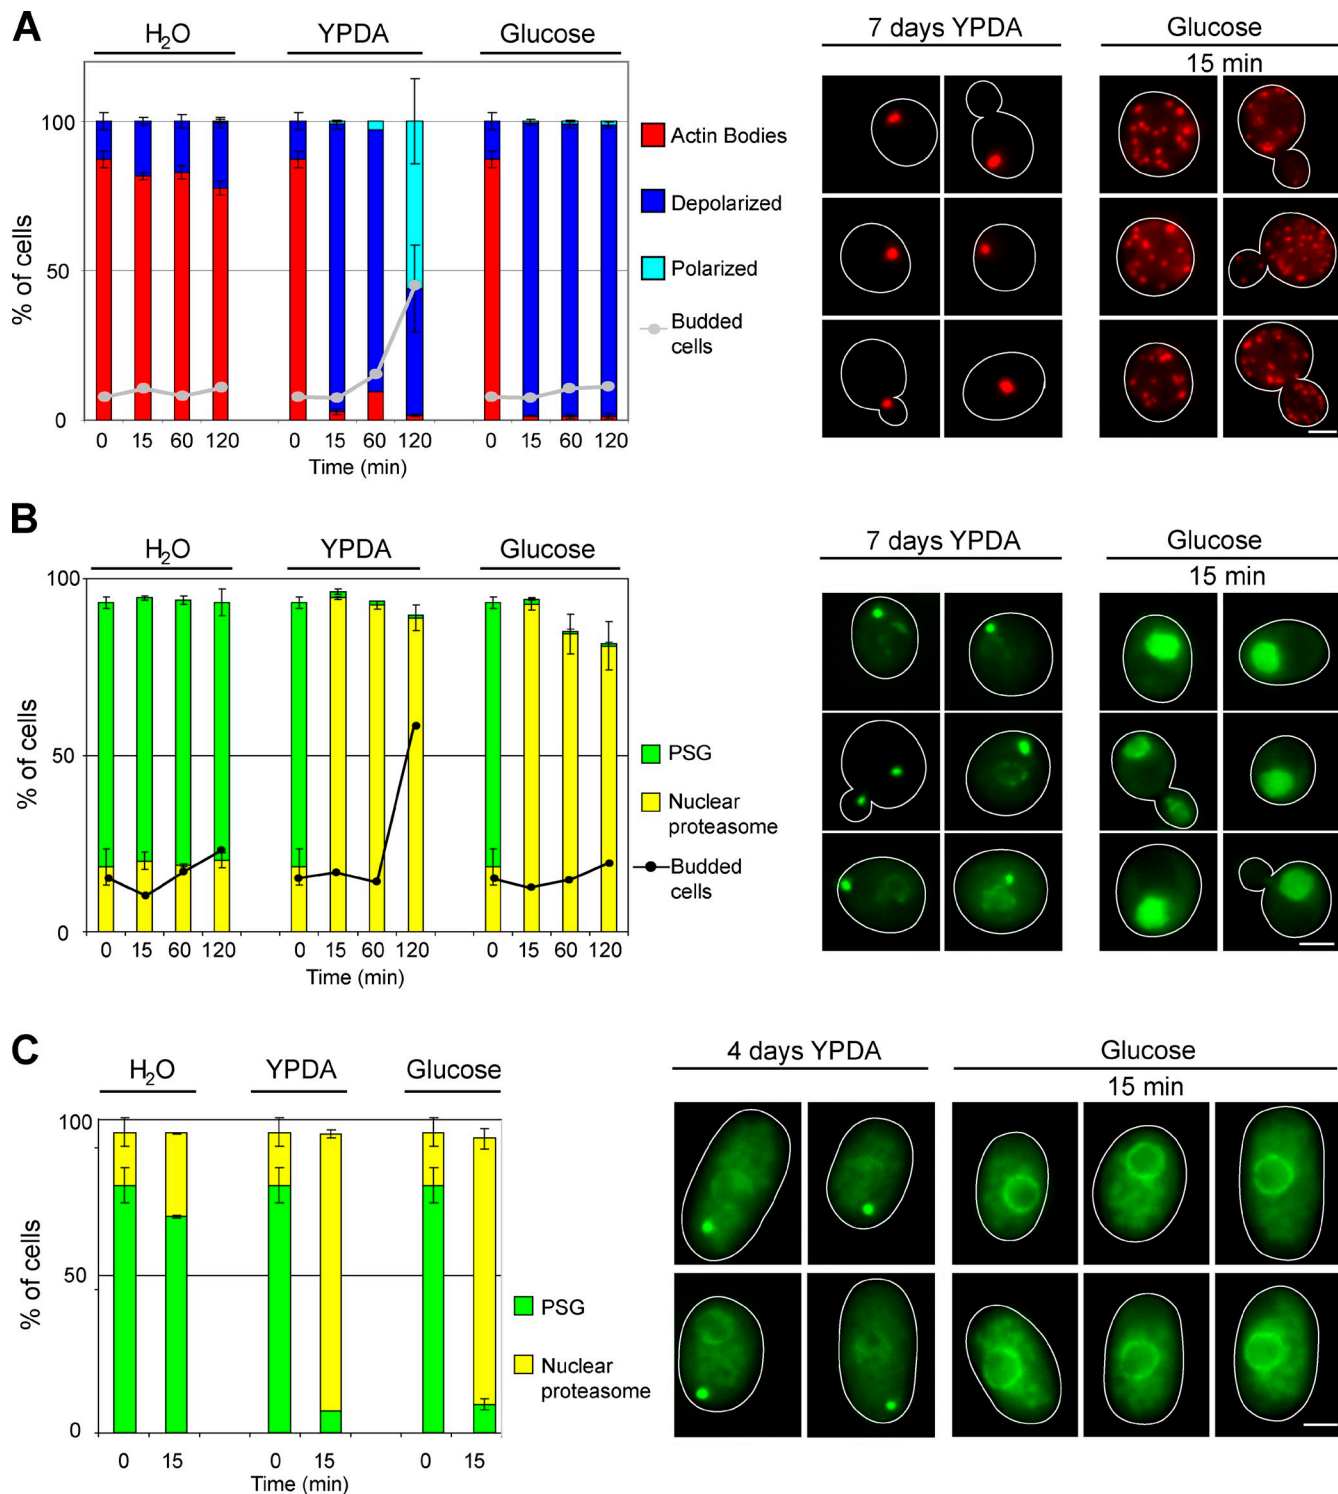 A
H2O YPDA Glucose
100
50
0
% of cells
0 15 60 120 0 15 60 120 0 15 60 120
Time (min)
Actin Bodies
Depolarized
Polarized
Budded
cells
7 days YPDA Glucose
15 min
B
H2O YPDA Glucose
100
50
0
% of cells
0 15 60 120 0 15 60 120 0 15 60 120
Time (min)
PSG
Nuclear
proteasome
Budded
cells
7 days YPDA Glucose
15 min
C
H2O YPDA Glucose
100
50
0
% of cells
0 15 0 15 0 15
Time (min)
PSG
Nuclear
proteasome
4 days YPDA Glucose
15 min